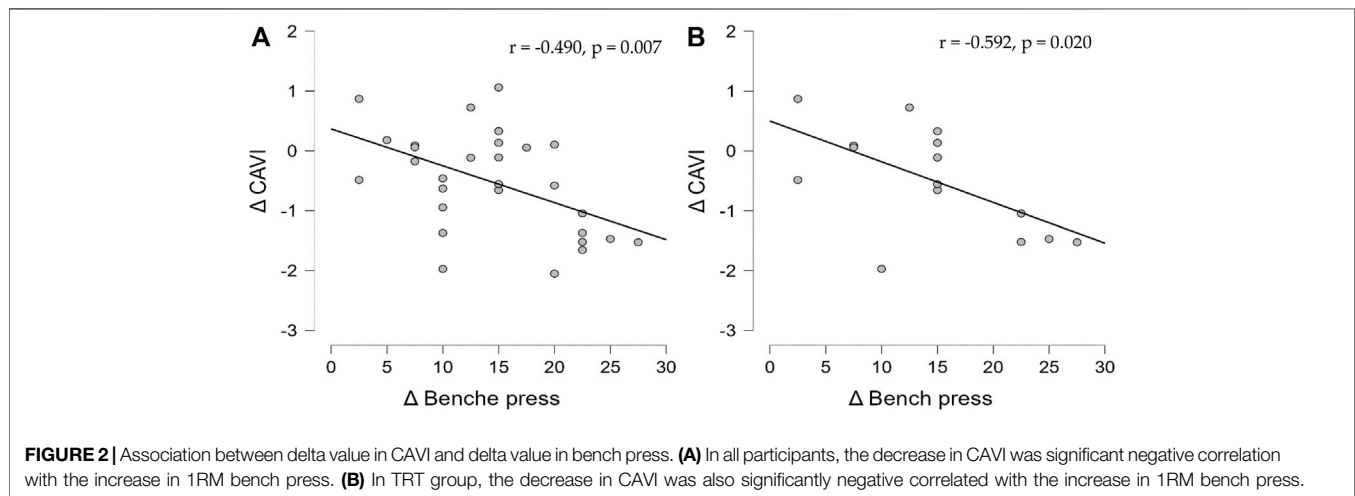 A
r = -0.490, p = 0.007
2
1
0
-1
-2
-3
Δ CAVI
0 5 10 15 20 25 30
Δ Benche press
B
r = -0.592, p = 0.020
2
1
0
-1
-2
-3
Δ CAVI
0 5 10 15 20 25 30
Δ Bench press
FIGURE 2 | Association between delta value in CAVI and delta value in bench press. (A) In all participants, the decrease in CAVI was significant negative correlation
with the increase in 1RM bench press. (B) In TRT group, the decrease in CAVI was also significantly negative correlated with the increase in 1RM bench press.